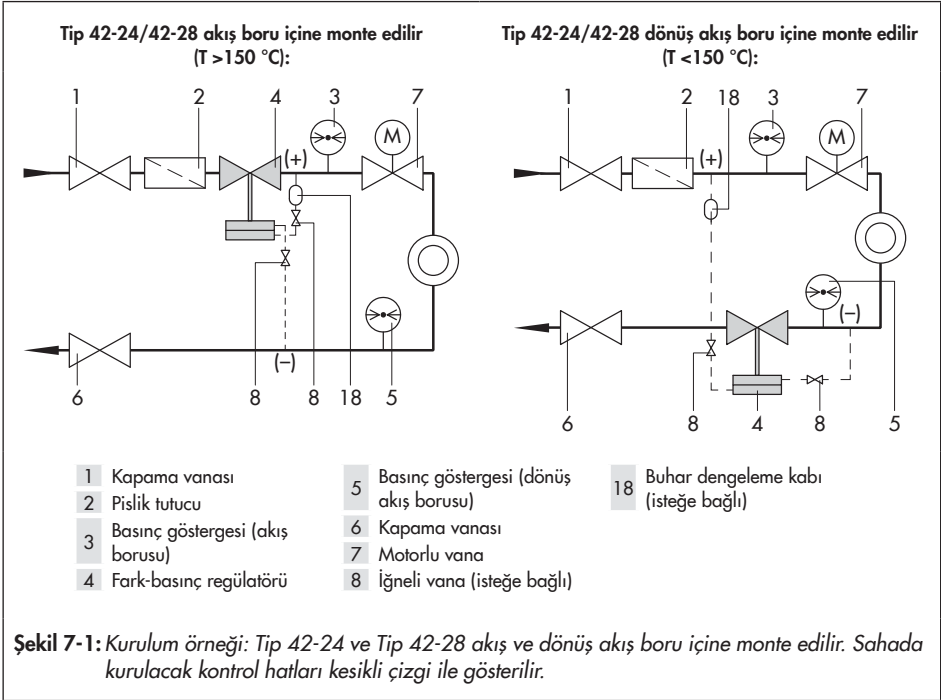 Tip 42-24/42-28 akış boru içine monte edilir
(T >150 °C):
1 2 4 3 7
M
(+)
(–)
6 8 8 18 5
Tip 42-24/42-28 dönüş akış boru içine monte edilir
(T <150 °C):
1 2 18 3 7
M
(+)
(–)
6 8 4 8 5
1 Kapama vanası
2 Pislik tutucu
3 Basınç göstergesi (akış
borusu)
4 Fark-basınç regülatörü
5 Basınç göstergesi (dönüş
akış borusu)
6 Kapama vanası
7 Motorlu vana
8 İğneli vana (isteğe bağlı)
18 Buhar dengeleme kabı
(isteğe bağlı)
Şekil 7-1: Kurulum örneği: Tip 42-24 ve Tip 42-28 akış ve dönüş akış boru içine monte edilir. Sahada
kurulacak kontrol hatları kesikli çizgi ile gösterilir.